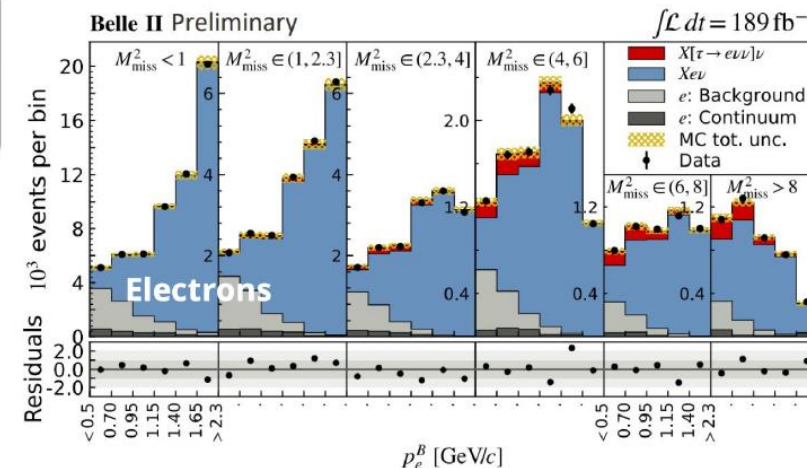 Belle II Preliminary
∫ℒ dt = 189 fb⁻
M²miss < 1
M²miss ∈ (1, 2.3]
M²miss ∈ (2.3, 4]
M²miss ∈ (4, 6]
X[τ → eνν]ν
Xeν
e: Background
e: Continuum
MC tot. unc.
Data
M²miss ∈ (6, 8]
M²miss > 8
10³ events per bin
20
16
12
8
4
0
6
4
2
6
4
2
2.0
1.2
0.4
1.2
0.4
1.2
0.4
Electrons
Residuals
2.0
0.0
-2.0
< 0.5
0.70
0.95
1.15
1.40
1.65
> 2.3
< 0.5
0.70
0.95
1.15
1.40
> 2.3
p_e^B [GeV/c]